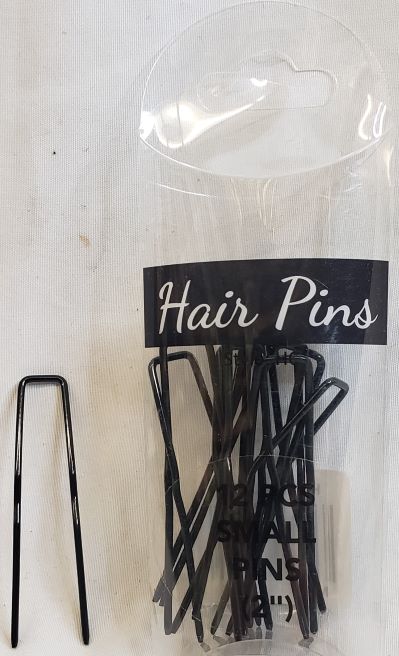 Hair Pins
12 PCS
SMALL
PINS
(2")